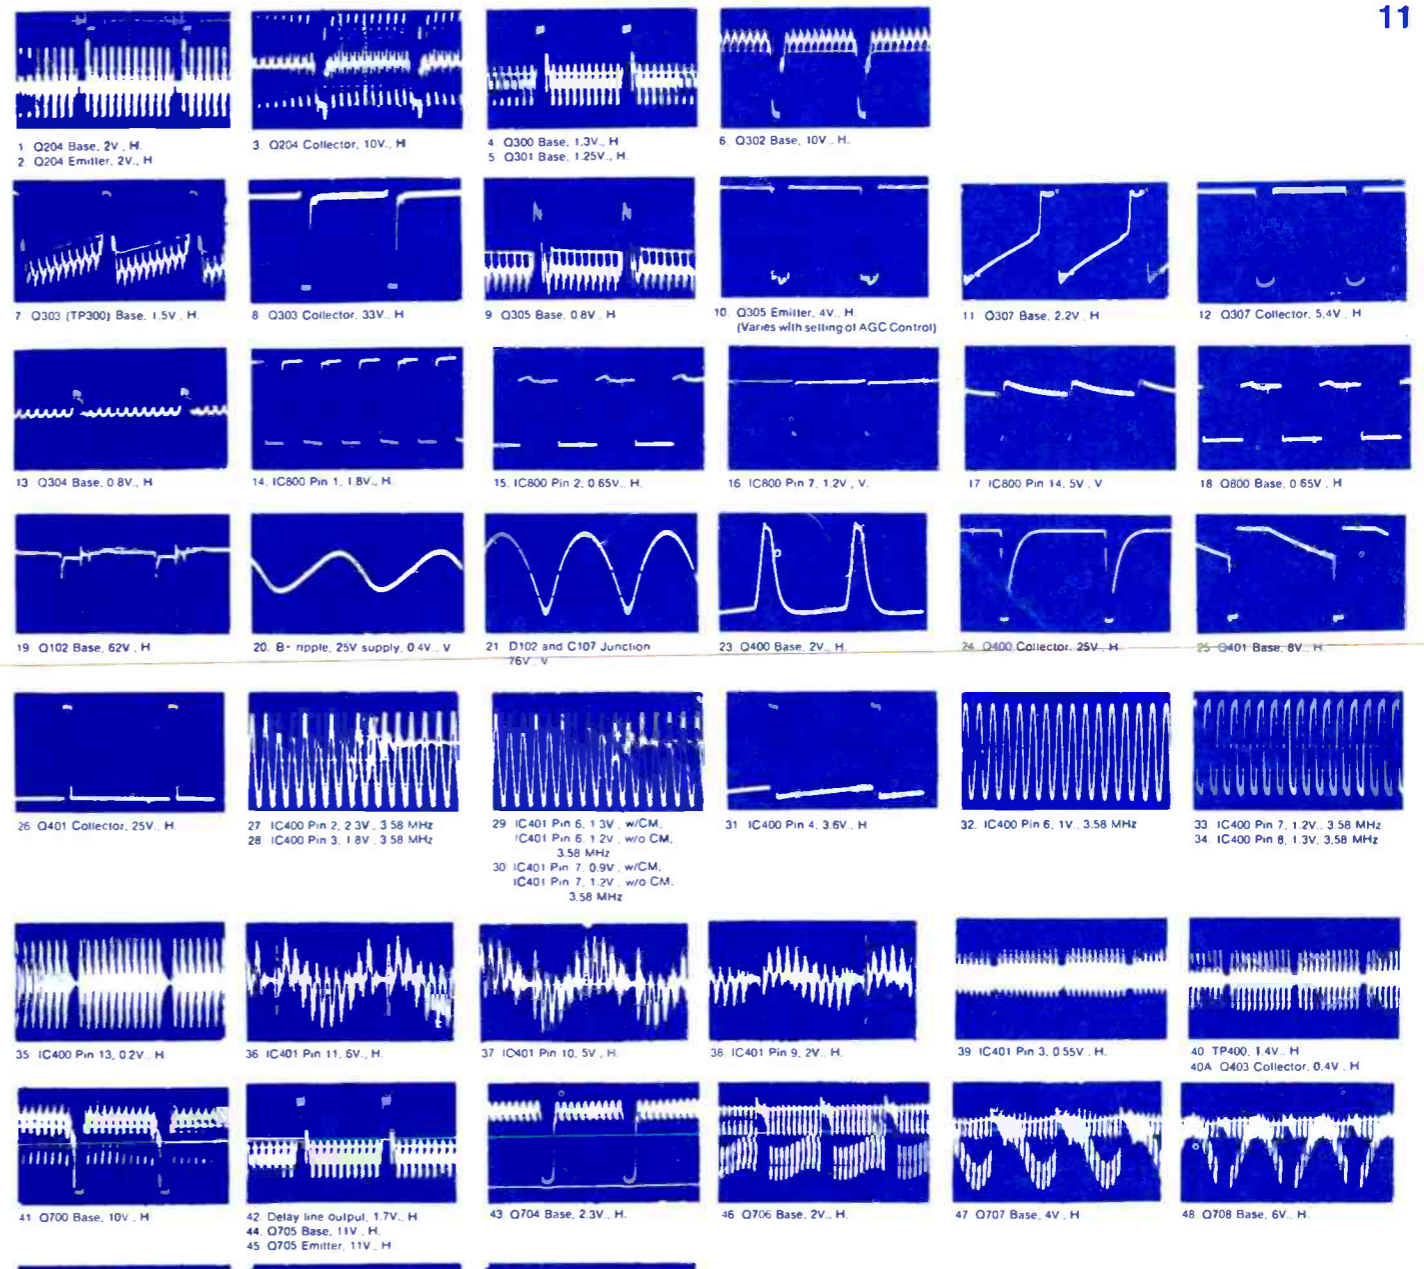 11
1 Q204 Base, 2V, H.
2. Q204 Emitter, 2V., H
3. Q204 Collector, 10V., H
4 Q300 Base, 1.3V., H
5 Q301 Base, 1.25V., H.
6. Q302 Base, 10V., H.
7 Q303 (TP300) Base, 1.5V, H.
8 Q303 Collector, 33V., H
9 Q305 Base, 0.8V, H
10. Q305 Emitter, 4V., H.
(Varies with setting of AGC Control)
11 Q307 Base, 2.2V, H
12 Q307 Collector, 5.4V, H
13 Q304 Base, 0.8V., H
14. IC800 Pin 1, 1.8V., H
15. IC800 Pin 2, 0.65V., H.
16 IC800 Pin 7, 1.2V, V.
17 IC800 Pin 14, 5V, V
18 Q800 Base, 0.65V, H
19 Q102 Base, 62V, H
20. B- ripple, 25V supply, 0.4V., V
21 D102 and C107 Junction
76V, V
23 Q400 Base, 2V., H.
24. Q400 Collector, 25V., H
25 Q401 Base, 8V., H
26 Q401 Collector, 25V., H.
27 IC400 Pin 2, 2.3V, 3.58 MHz
28 IC400 Pin 3, 1.8V, 3.58 MHz
29 IC401 Pin 6, 1.3V, w/CM,
IC401 Pin 6, 1.2V, w/o CM,
3.58 MHz
30 IC401 Pin 7, 0.9V, w/CM,
IC401 Pin 7, 1.2V, w/o CM,
3.58 MHz
31 IC400 Pin 4, 3.6V., H
32. IC400 Pin 6, 1V., 3.58 MHz
33 IC400 Pin 7, 1.2V., 3.58 MHz
34. IC400 Pin 8, 1.3V, 3.58 MHz
35 IC400 Pin 13, 0.2V., H.
36 IC401 Pin 11, 6V., H.
37 IC401 Pin 10, 5V, H.
38 IC401 Pin 9, 2V., H.
39 IC401 Pin 3, 0.55V, H.
40 TP400, 1.4V., H
40A Q403 Collector, 0.4V, H
41 Q700 Base, 10V, H
42. Delay line output, 1.7V., H
44. Q705 Base, 11V, H.
45 Q705 Emitter, 11V., H
43 Q704 Base, 2.3V., H.
46 Q706 Base, 2V., H
47 Q707 Base, 4V, H
48 Q708 Base, 6V., H.